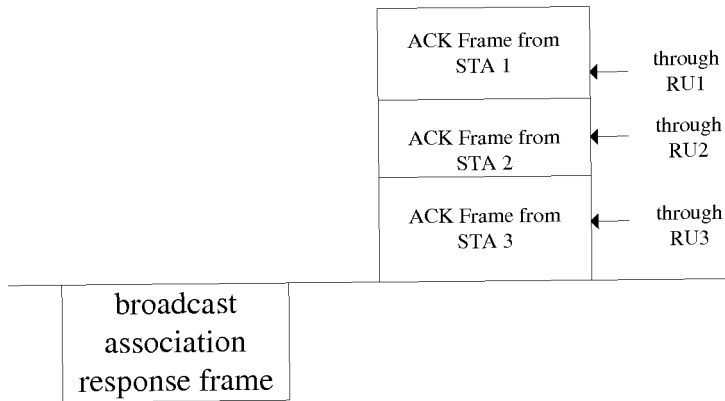 ACK Frame from
STA 1
through
RU1
ACK Frame from
STA 2
through
RU2
ACK Frame from
STA 3
through
RU3
broadcast
association
response frame